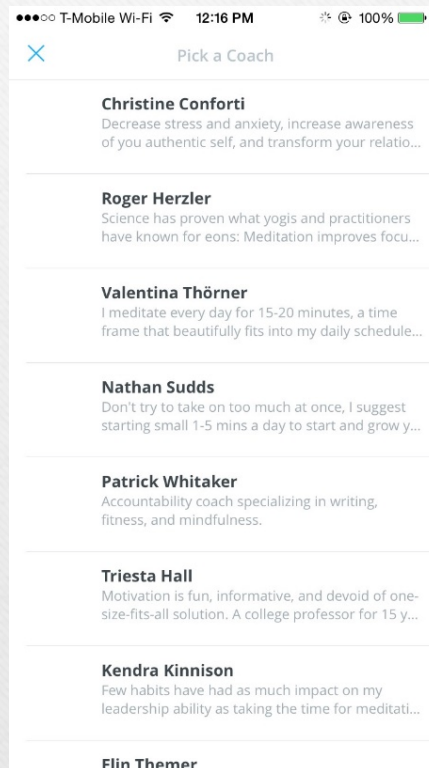 T-Mobile Wi-Fi 12:16 PM 100%
Pick a Coach
Christine Conforti
Decrease stress and anxiety, increase awareness
of you authentic self, and transform your relatio...
Roger Herzler
Science has proven what yogis and practitioners
have known for eons: Meditation improves focu...
Valentina Thörner
I meditate every day for 15-20 minutes, a time
frame that beautifully fits into my daily schedule...
Nathan Sudds
Don't try to take on too much at once, I suggest
starting small 1-5 mins a day to start and grow y...
Patrick Whitaker
Accountability coach specializing in writing,
fitness, and mindfulness.
Triesta Hall
Motivation is fun, informative, and devoid of one-
size-fits-all solution. A college professor for 15 y...
Kendra Kinnison
Few habits have had as much impact on my
leadership ability as taking the time for meditati...
Elin Themer